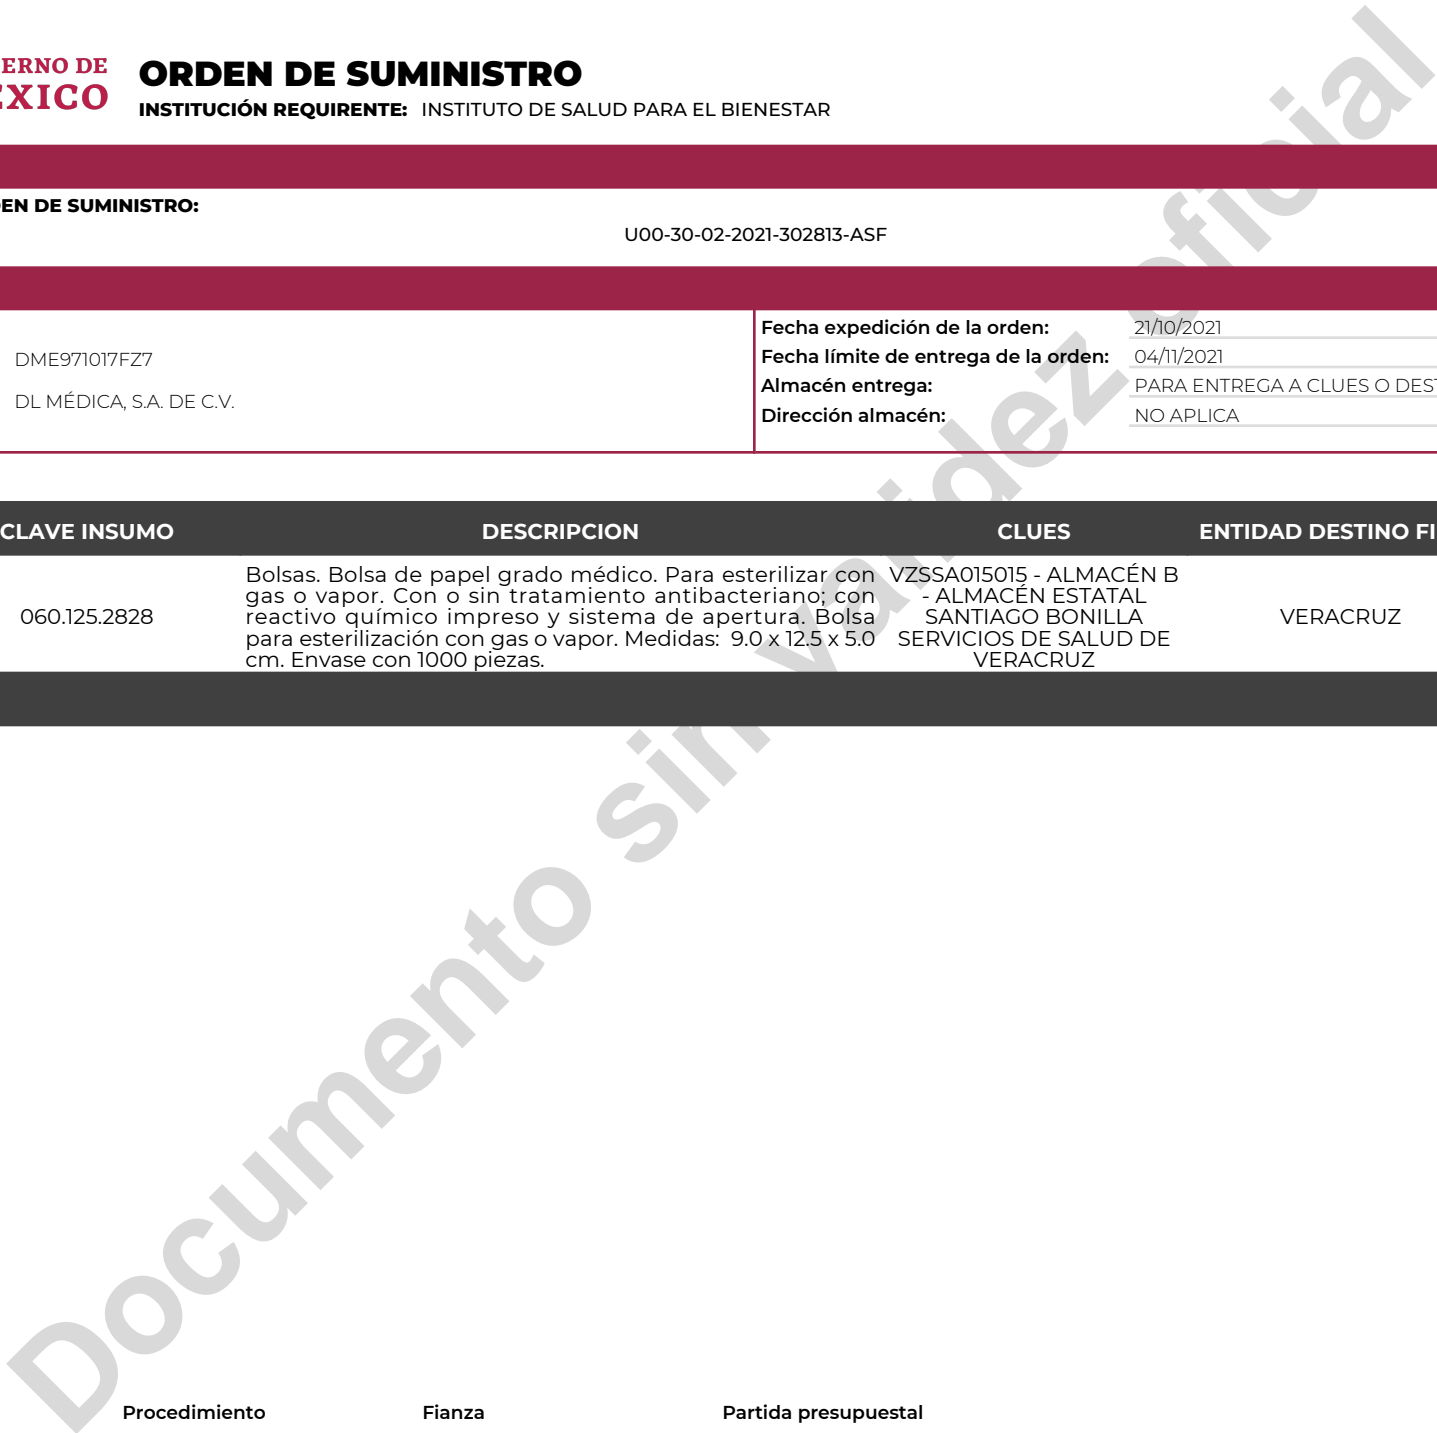 ERNO DE
EXICO
ORDEN DE SUMINISTRO
INSTITUCIÓN REQUIRENTE: INSTITUTO DE SALUD PARA EL BIENESTAR
EN DE SUMINISTRO:
U00-30-02-2021-302813-ASF
DME971017FZ7
DL MÉDICA, S.A. DE C.V.
Fecha expedición de la orden: 21/10/2021
Fecha límite de entrega de la orden: 04/11/2021
Almacén entrega: PARA ENTREGA A CLUES O DEST
Dirección almacén: NO APLICA
CLAVE INSUMO DESCRIPCION CLUES ENTIDAD DESTINO FI
060.125.2828
Bolsas. Bolsa de papel grado médico. Para esterilizar con
gas o vapor. Con o sin tratamiento antibacteriano; con
reactivo químico impreso y sistema de apertura. Bolsa
para esterilización con gas o vapor. Medidas: 9.0 x 12.5 x 5.0
cm. Envase con 1000 piezas.
VZSSA015015 - ALMACÉN B
- ALMACÉN ESTATAL
SANTIAGO BONILLA
SERVICIOS DE SALUD DE
VERACRUZ
VERACRUZ
Documento sin validez oficial
Procedimiento Fianza Partida presupuestal